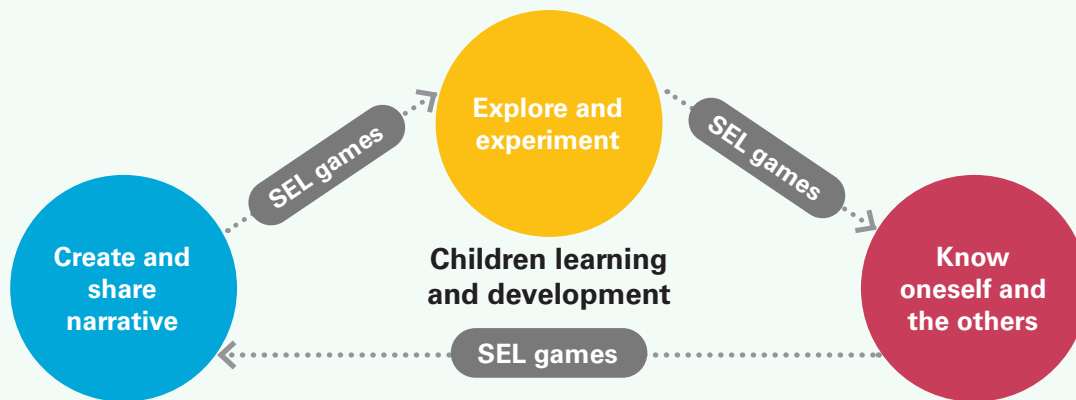 Explore and
experiment
SEL games
SEL games
Create and
share
narrative
Children learning
and development
Know
oneself and
the others
SEL games